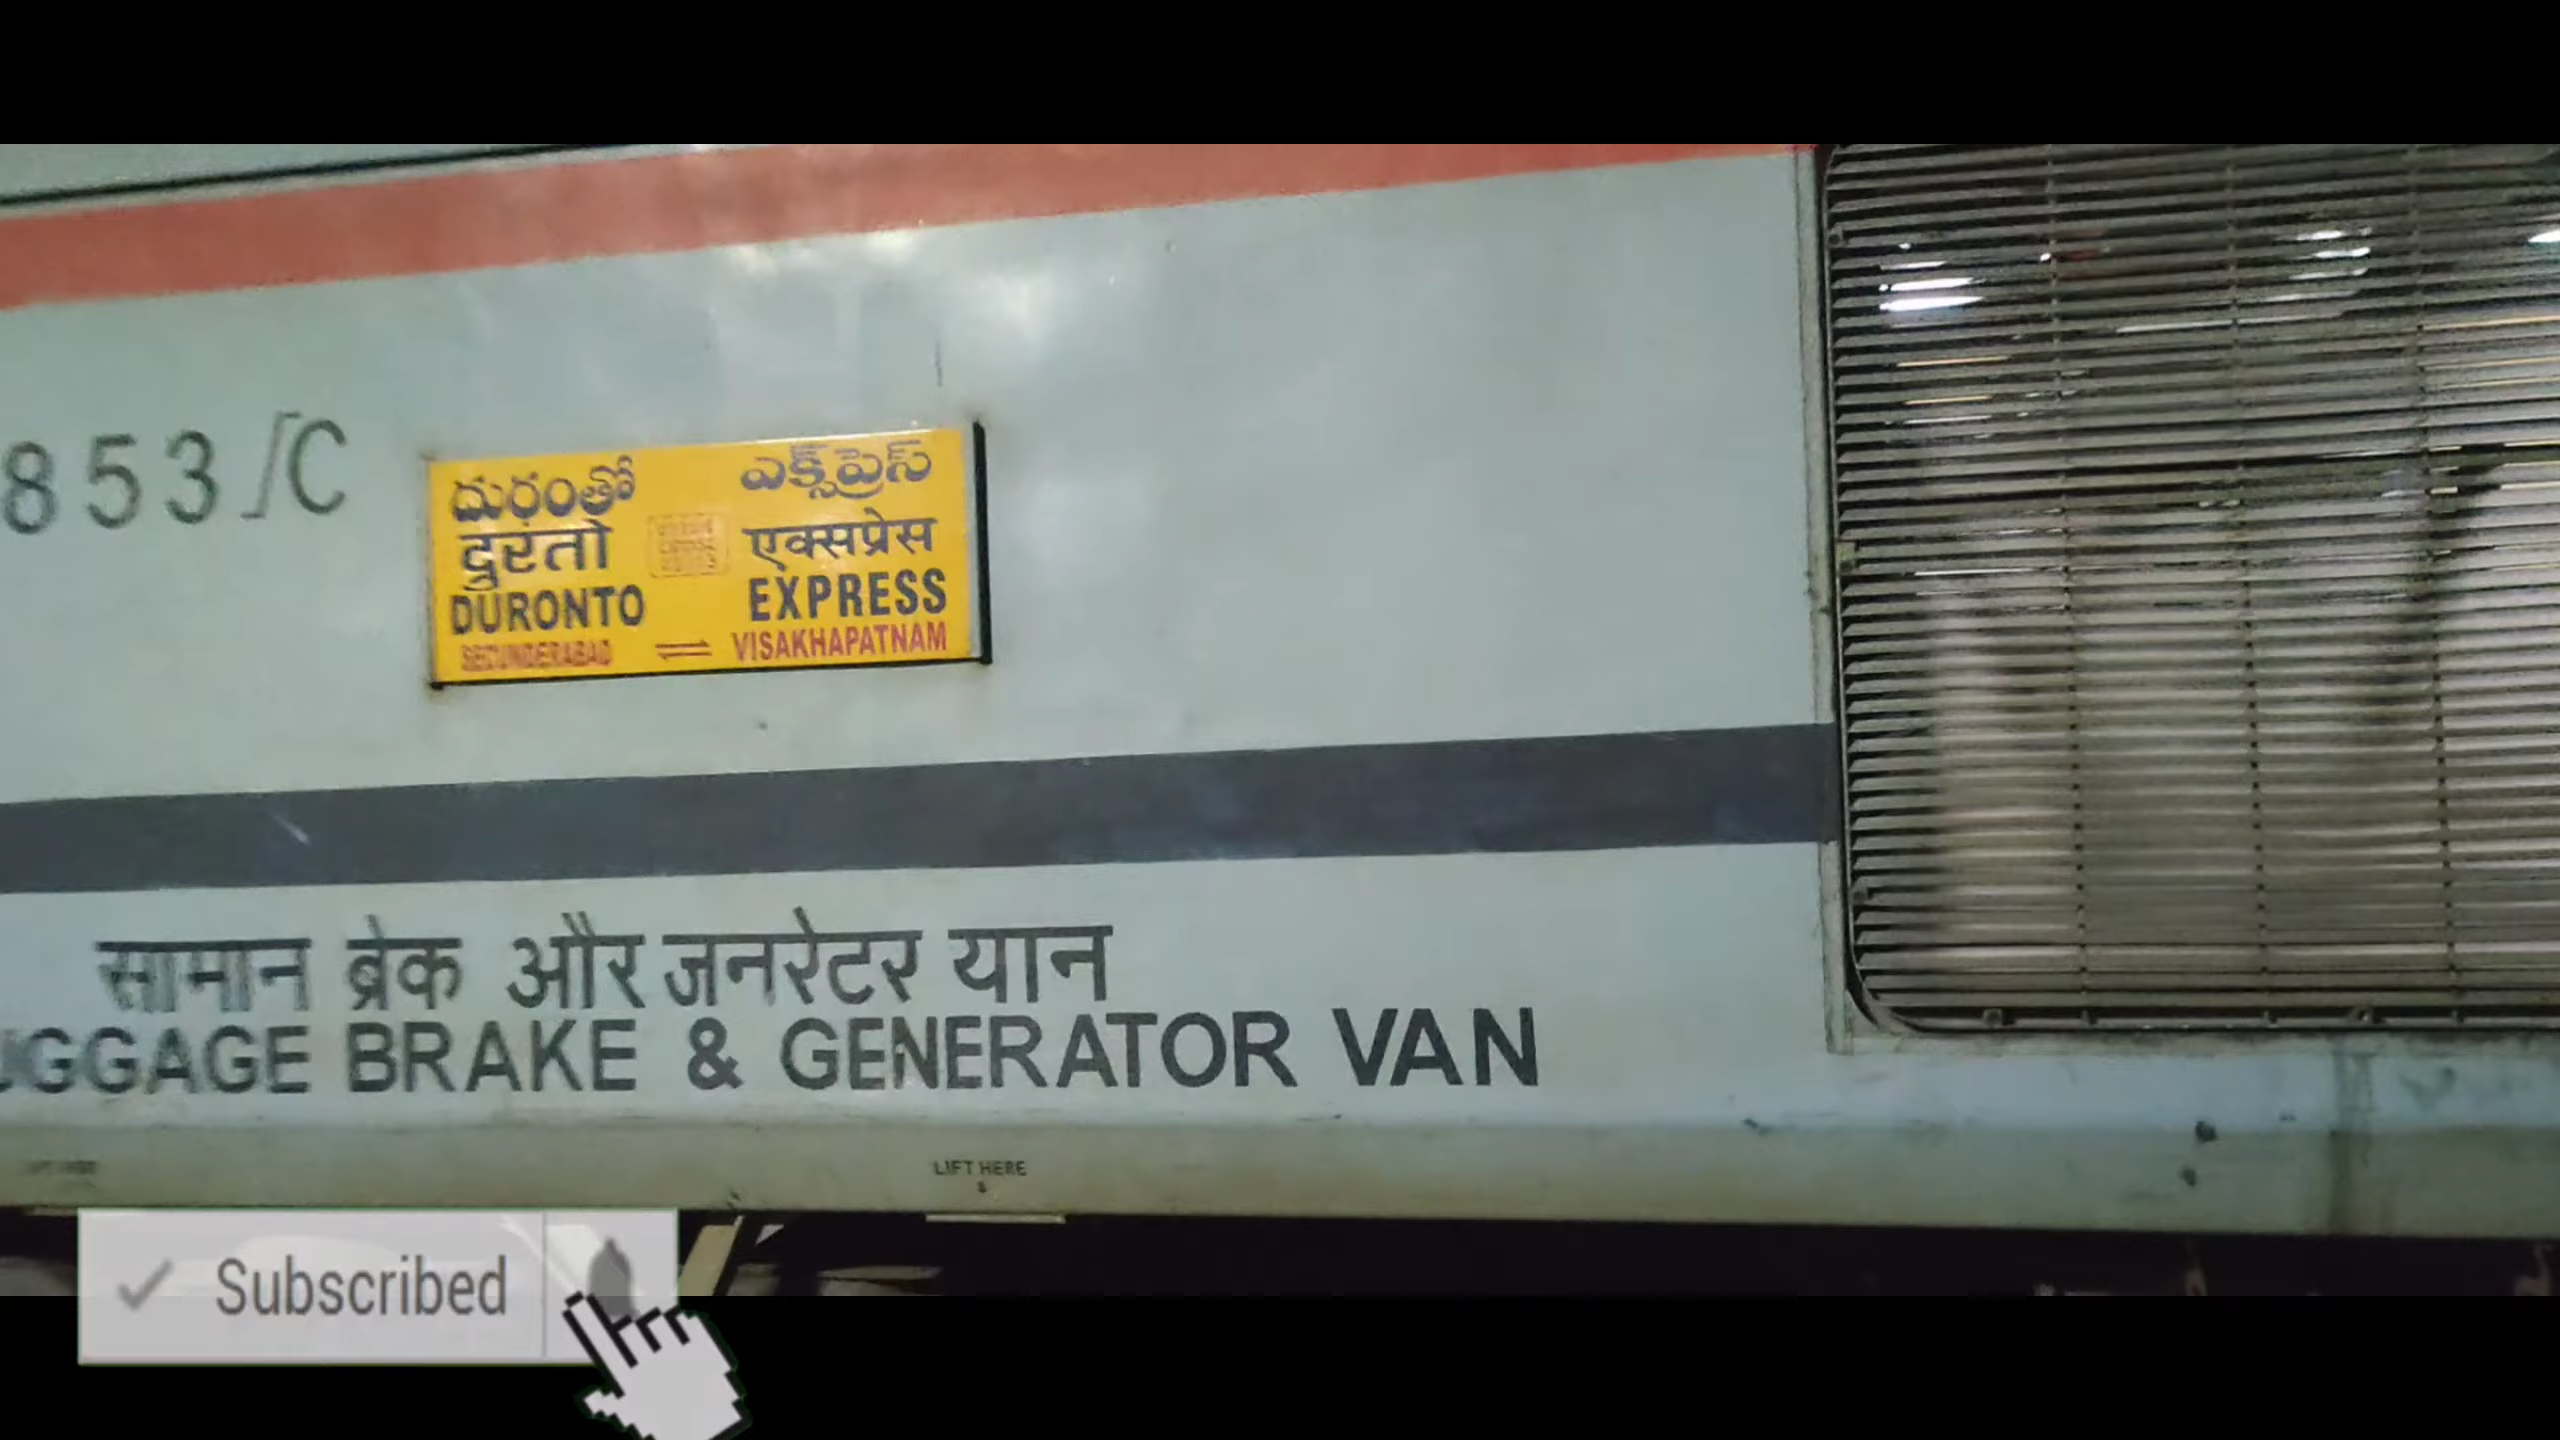 853/C
దురంతో ఎక్స్‌ప్రెస్
दुरंतो एक्सप्रेस
DURONTO EXPRESS
SECUNDERABAD ⇌ VISAKHAPATNAM
सामान ब्रेक और जनरेटर यान
UGGAGE BRAKE & GENERATOR VAN
LIFT HERE
Subscribed